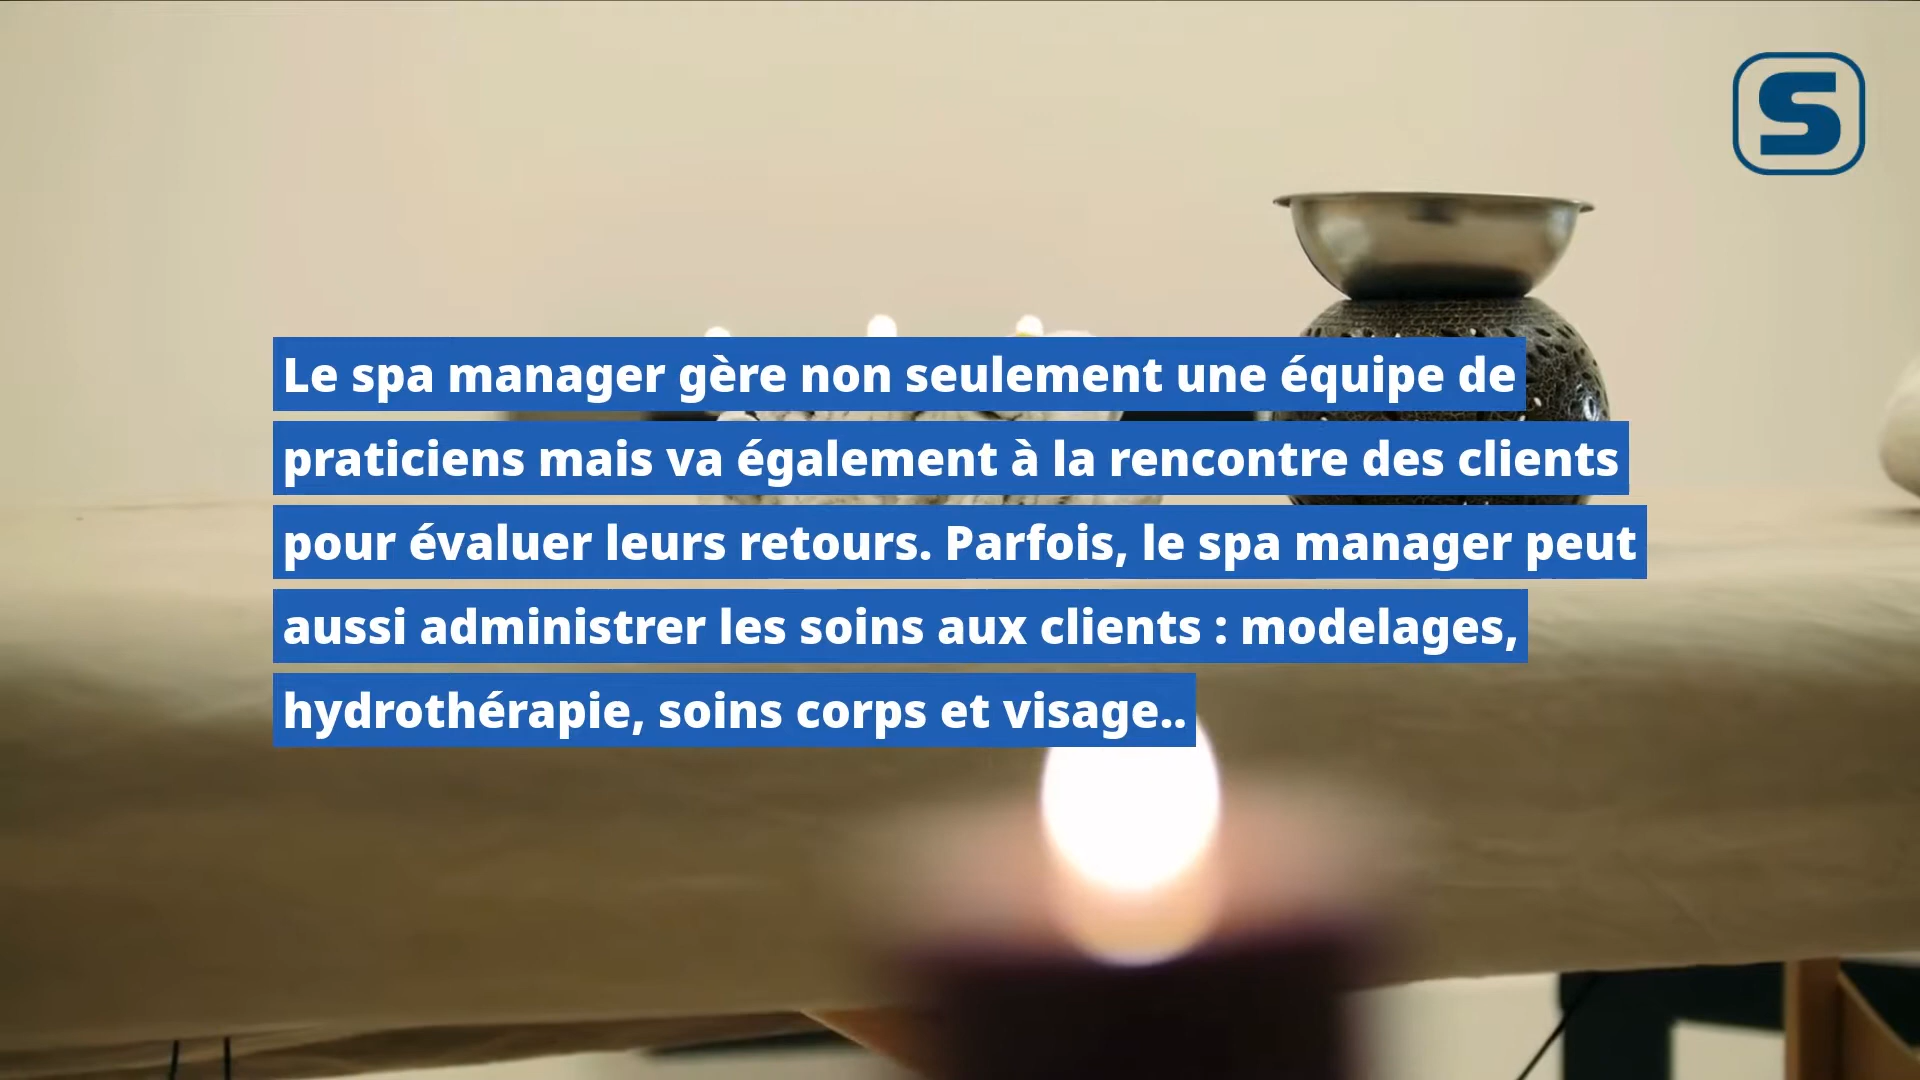 S
Le spa manager gère non seulement une équipe de
praticiens mais va également à la rencontre des clients
pour évaluer leurs retours. Parfois, le spa manager peut
aussi administrer les soins aux clients : modelages,
hydrothérapie, soins corps et visage..